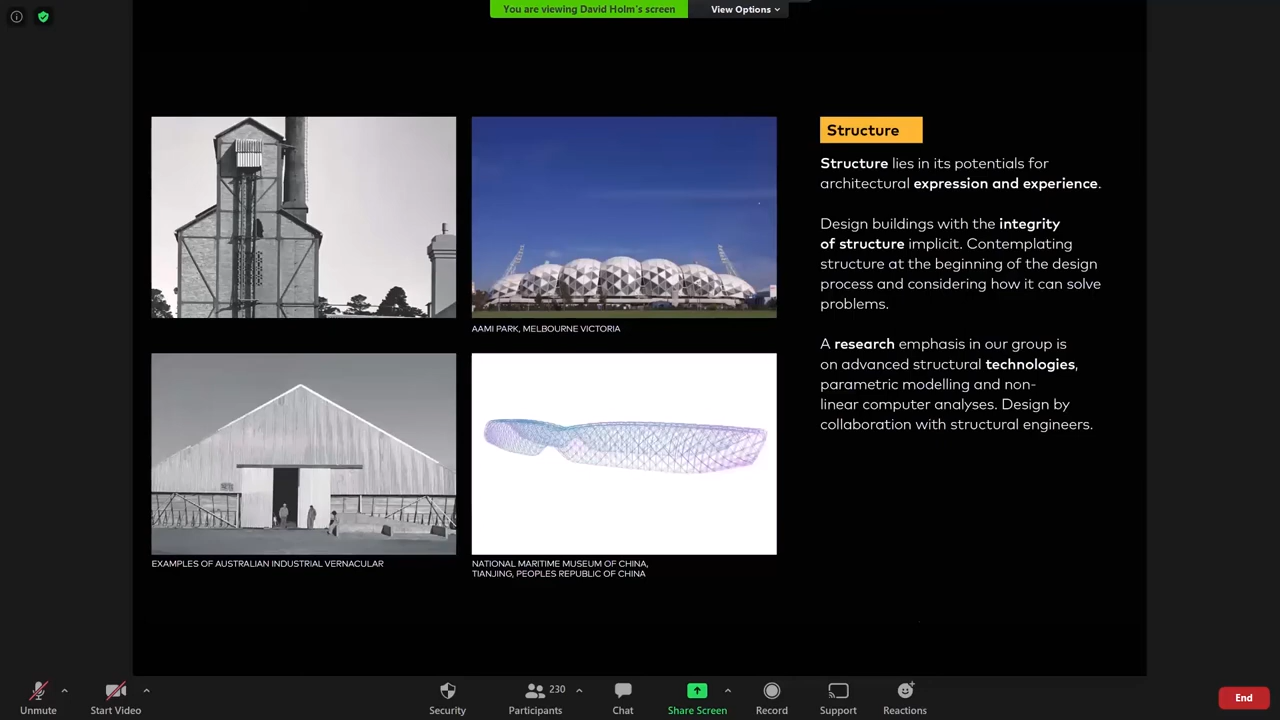 You are viewing David Holm's screen
View Options
Structure
Structure lies in its potentials for
architectural expression and experience.
Design buildings with the integrity
of structure implicit. Contemplating
structure at the beginning of the design
process and considering how it can solve
problems.
A research emphasis in our group is
on advanced structural technologies,
parametric modelling and non-
linear computer analyses. Design by
collaboration with structural engineers.
AAMI PARK, MELBOURNE VICTORIA
EXAMPLES OF AUSTRALIAN INDUSTRIAL VERNACULAR
NATIONAL MARITIME MUSEUM OF CHINA,
TIANJING, PEOPLES REPUBLIC OF CHINA
Unmute
Start Video
Security
230
Participants
Chat
Share Screen
Record
Support
Reactions
End